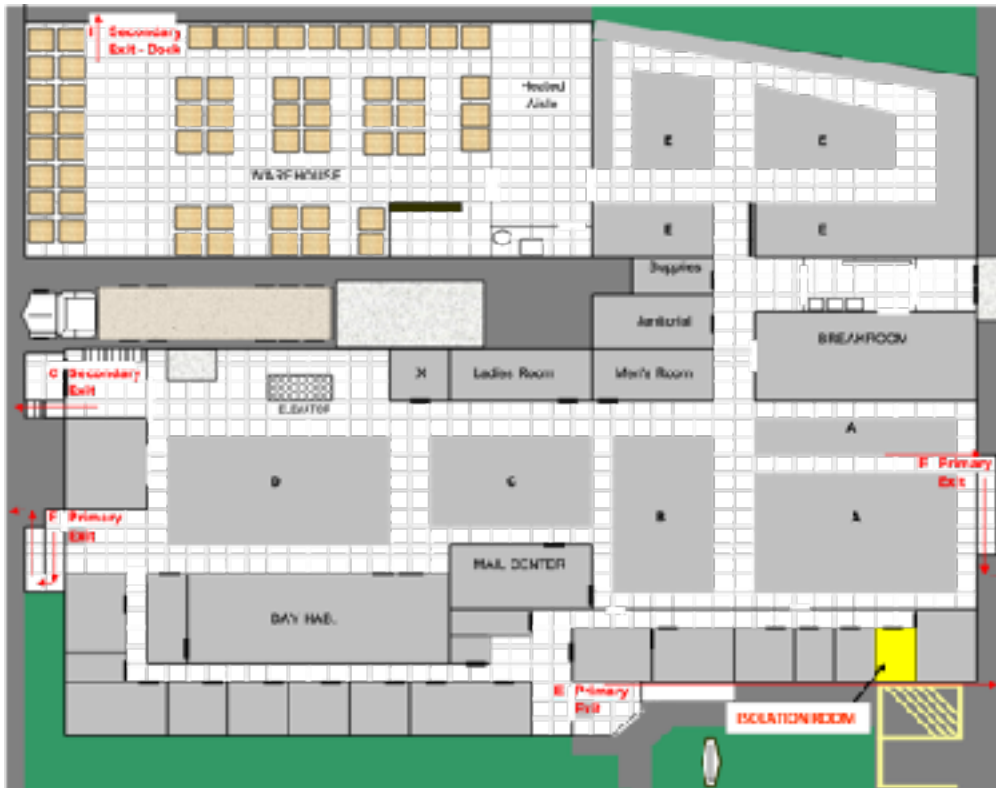 Secondary
Exit - Dock
Heated
Aisle
E
E
WAREHOUSE
E
E
Supplies
Janitorial
BREAKROOM
Secondary
Exit
Ladies Room
Men's Room
ELEVATOR
A
Primary
Exit
D
C
B
A
Primary
Exit
MAIL CENTER
DAY HAB.
Primary
Exit
ISOLATION ROOM